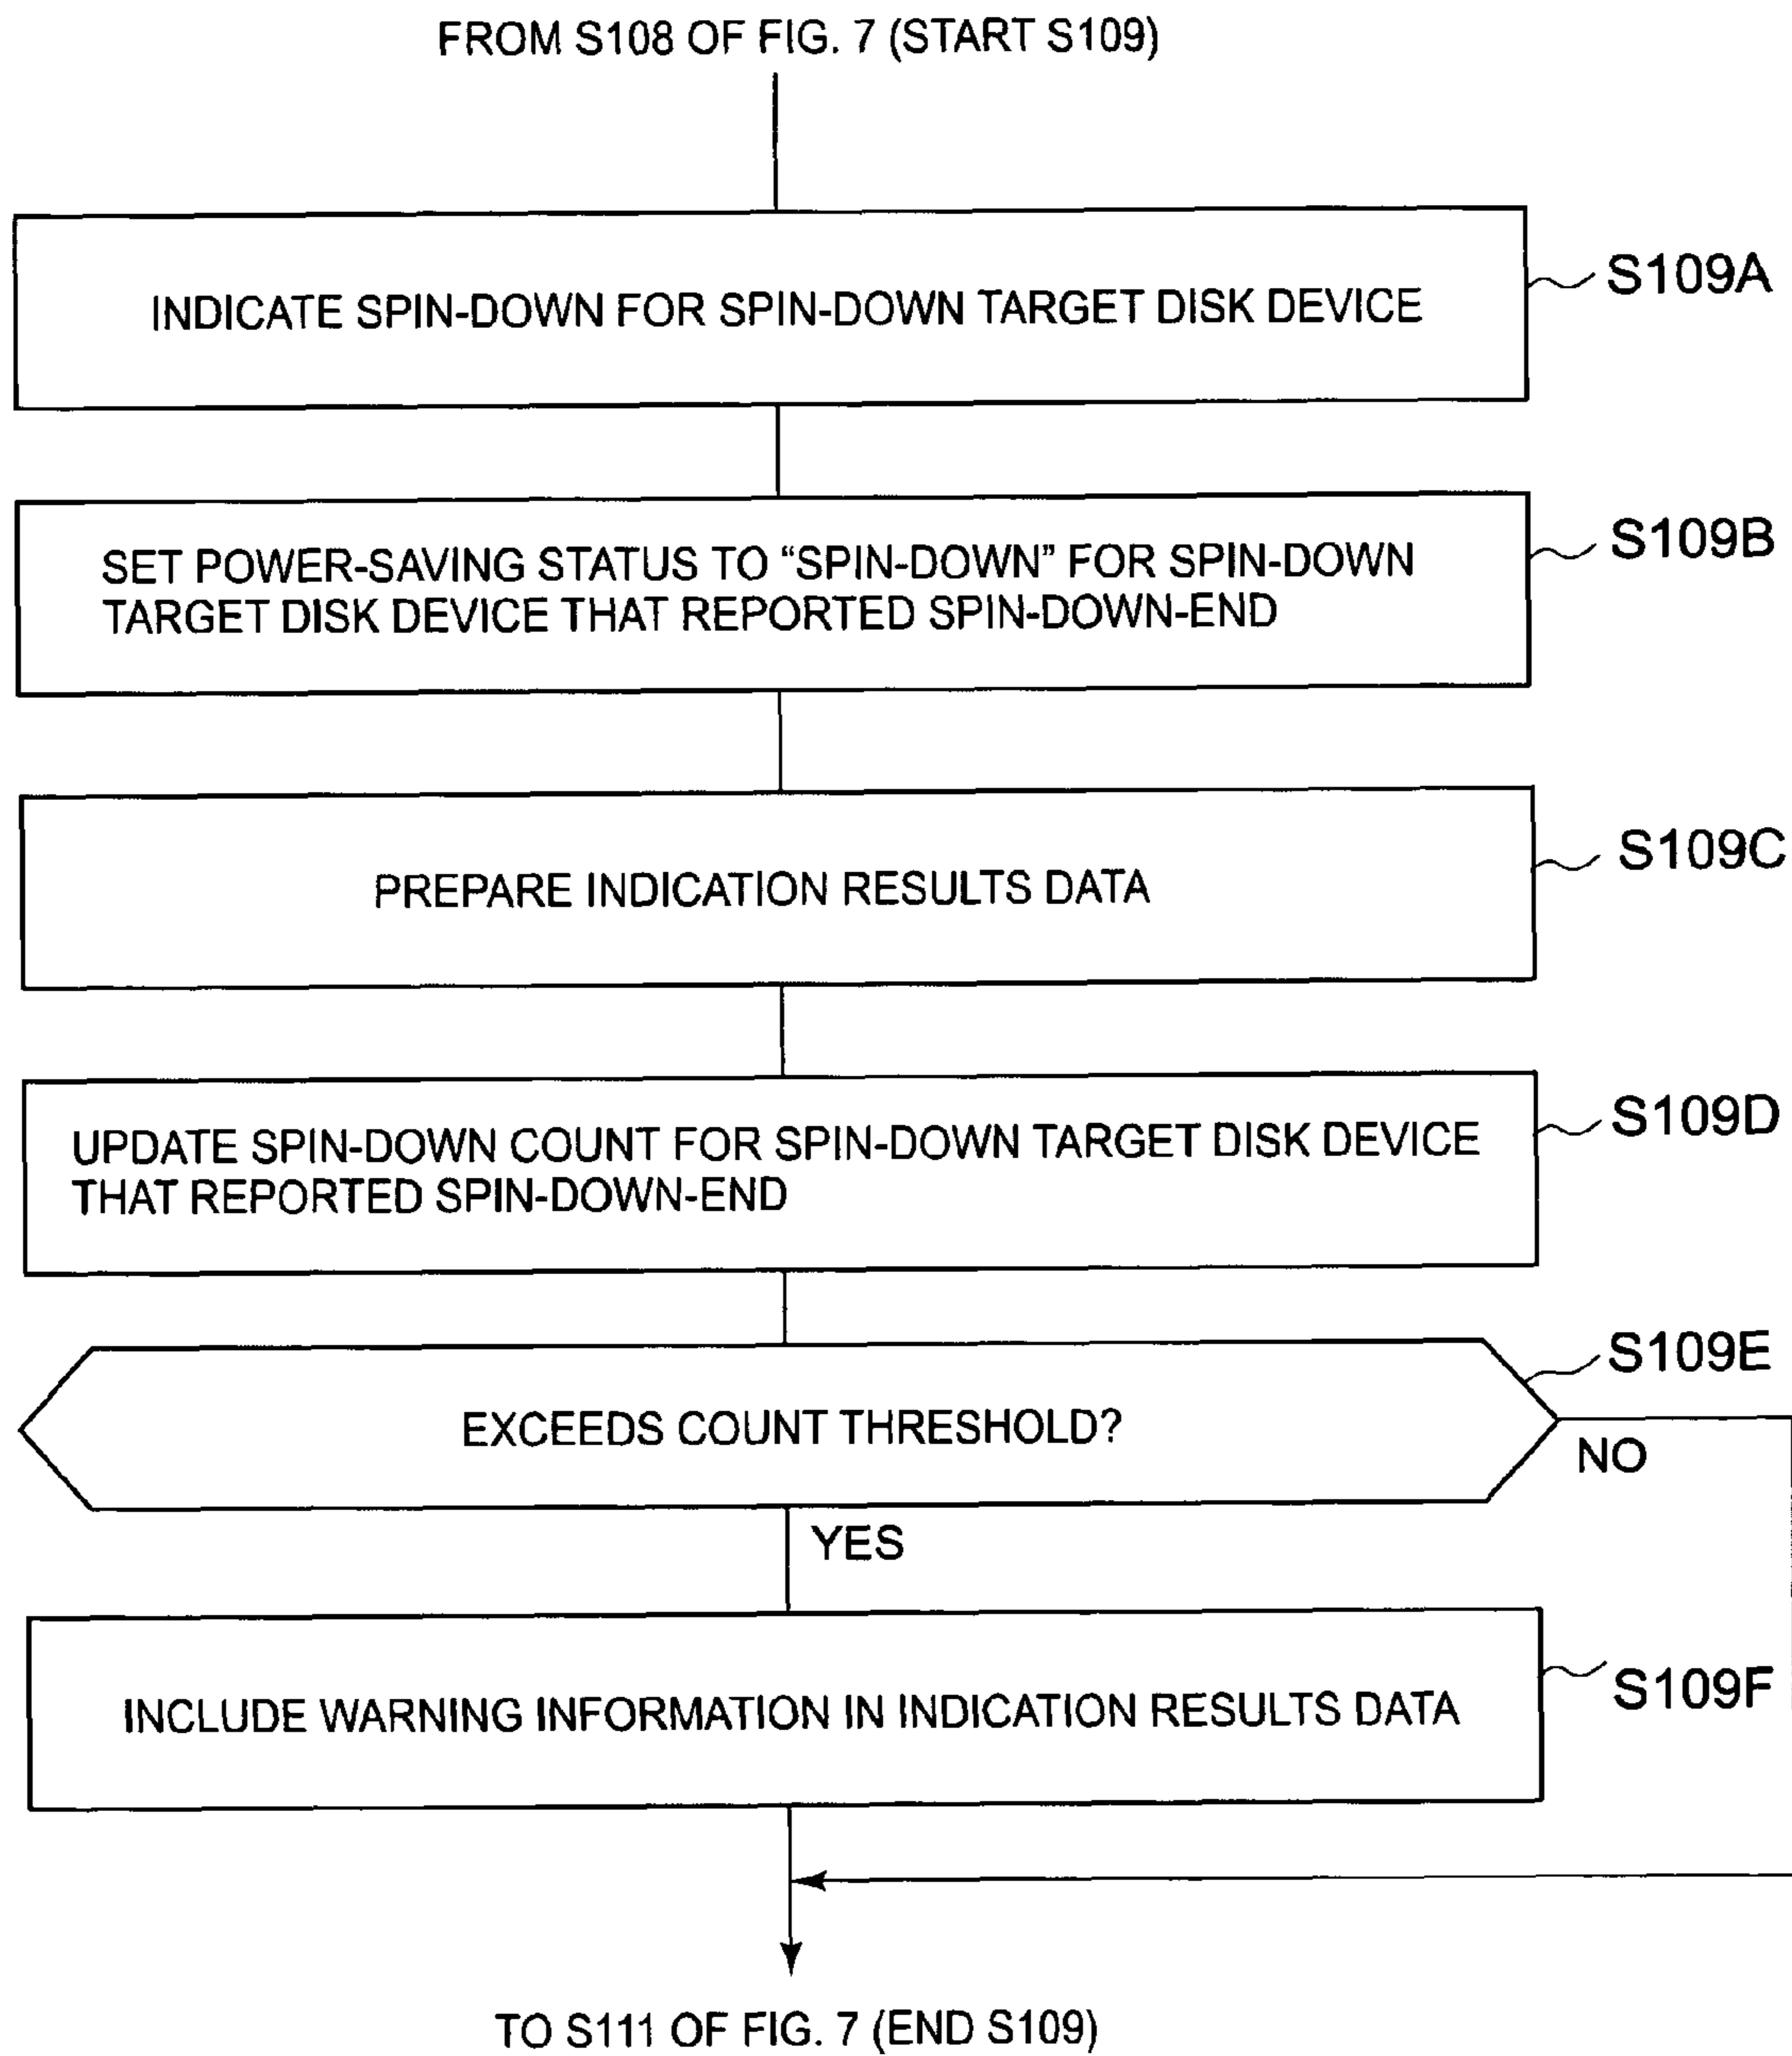 FROM S108 OF FIG. 7 (START S109)
INDICATE SPIN-DOWN FOR SPIN-DOWN TARGET DISK DEVICE
S109A
SET POWER-SAVING STATUS TO “SPIN-DOWN” FOR SPIN-DOWN
TARGET DISK DEVICE THAT REPORTED SPIN-DOWN-END
S109B
PREPARE INDICATION RESULTS DATA
S109C
UPDATE SPIN-DOWN COUNT FOR SPIN-DOWN TARGET DISK DEVICE
THAT REPORTED SPIN-DOWN-END
S109D
EXCEEDS COUNT THRESHOLD?
S109E
NO
YES
INCLUDE WARNING INFORMATION IN INDICATION RESULTS DATA
S109F
TO S111 OF FIG. 7 (END S109)